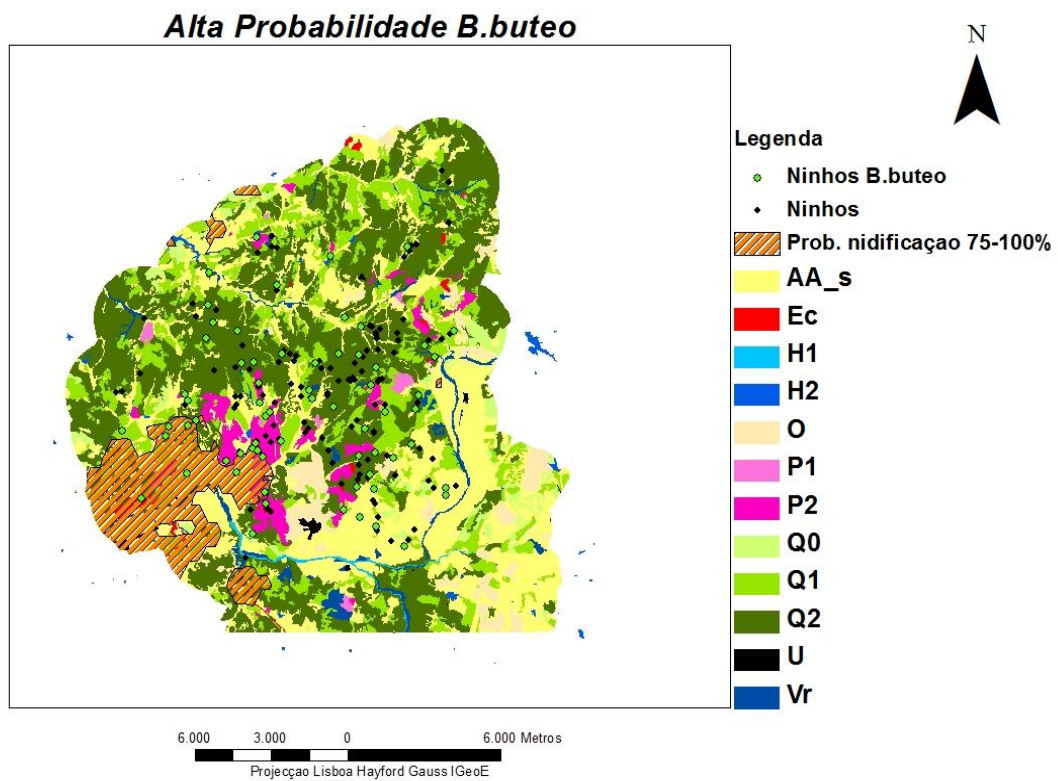 Alta Probabilidade B.buteo
N
Legenda
Ninhos B.buteo
Ninhos
Prob. nidificaçao 75-100%
AA_s
Ec
H1
H2
O
P1
P2
Q0
Q1
Q2
U
Vr
6.000 3.000 0 6.000 Metros
Projecçao Lisboa Hayford Gauss IGeoE